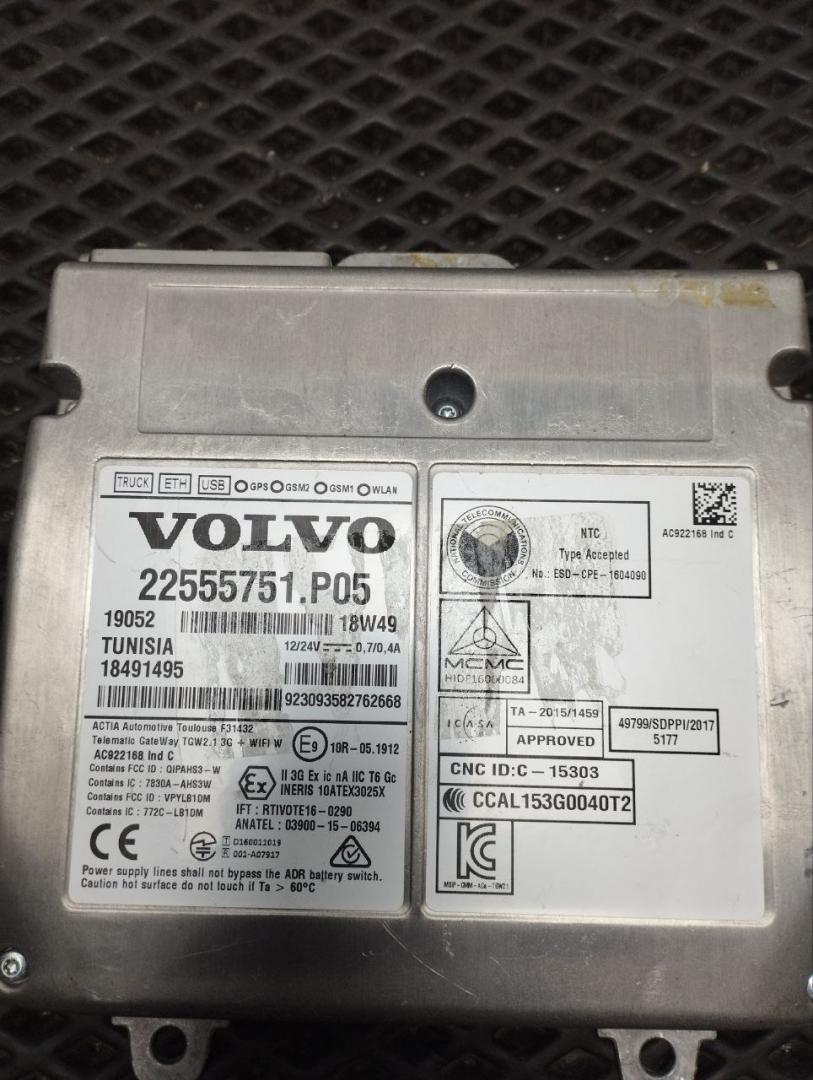 TRUCK ETH USB GPS GSM2 GSM1 WLAN
VOLVO
22555751.P05
19052 18W49
TUNISIA 12/24V 0,7/0,4A
18491495
923093582762668
ACTIA Automotive Toulouse F31432
Telematic GateWay TGW2.1 3G + WIFI W
AC922168 Ind C
Contains FCC ID : QIPAHS3-W
Contains IC : 7830A-AHS3W
Contains FCC ID : VPYLB1DM
Contains IC : 772C-LB1DM
E9 10R-05.1912
Ex II 3G Ex ic nA IIC T6 Gc
INERIS 10ATEX3025X
IFT : RTIVOTE16-0290
ANATEL : 03900-15-06394
CE
T D160011019
R 001-A07917
Power supply lines shall not bypass the ADR battery switch.
Caution hot surface do not touch if Ta > 60°C
AC922168 Ind C
NATIONAL TELECOMMUNICATIONS COMMISSION
NTC
Type Accepted
No.: ESD-CPE-1604090
MCMC
HIDF16000084
ICASA
TA-2015/1459
APPROVED
49799/SDPPI/2017
5177
CNC ID:C-15303
CCAL153G0040T2
KC